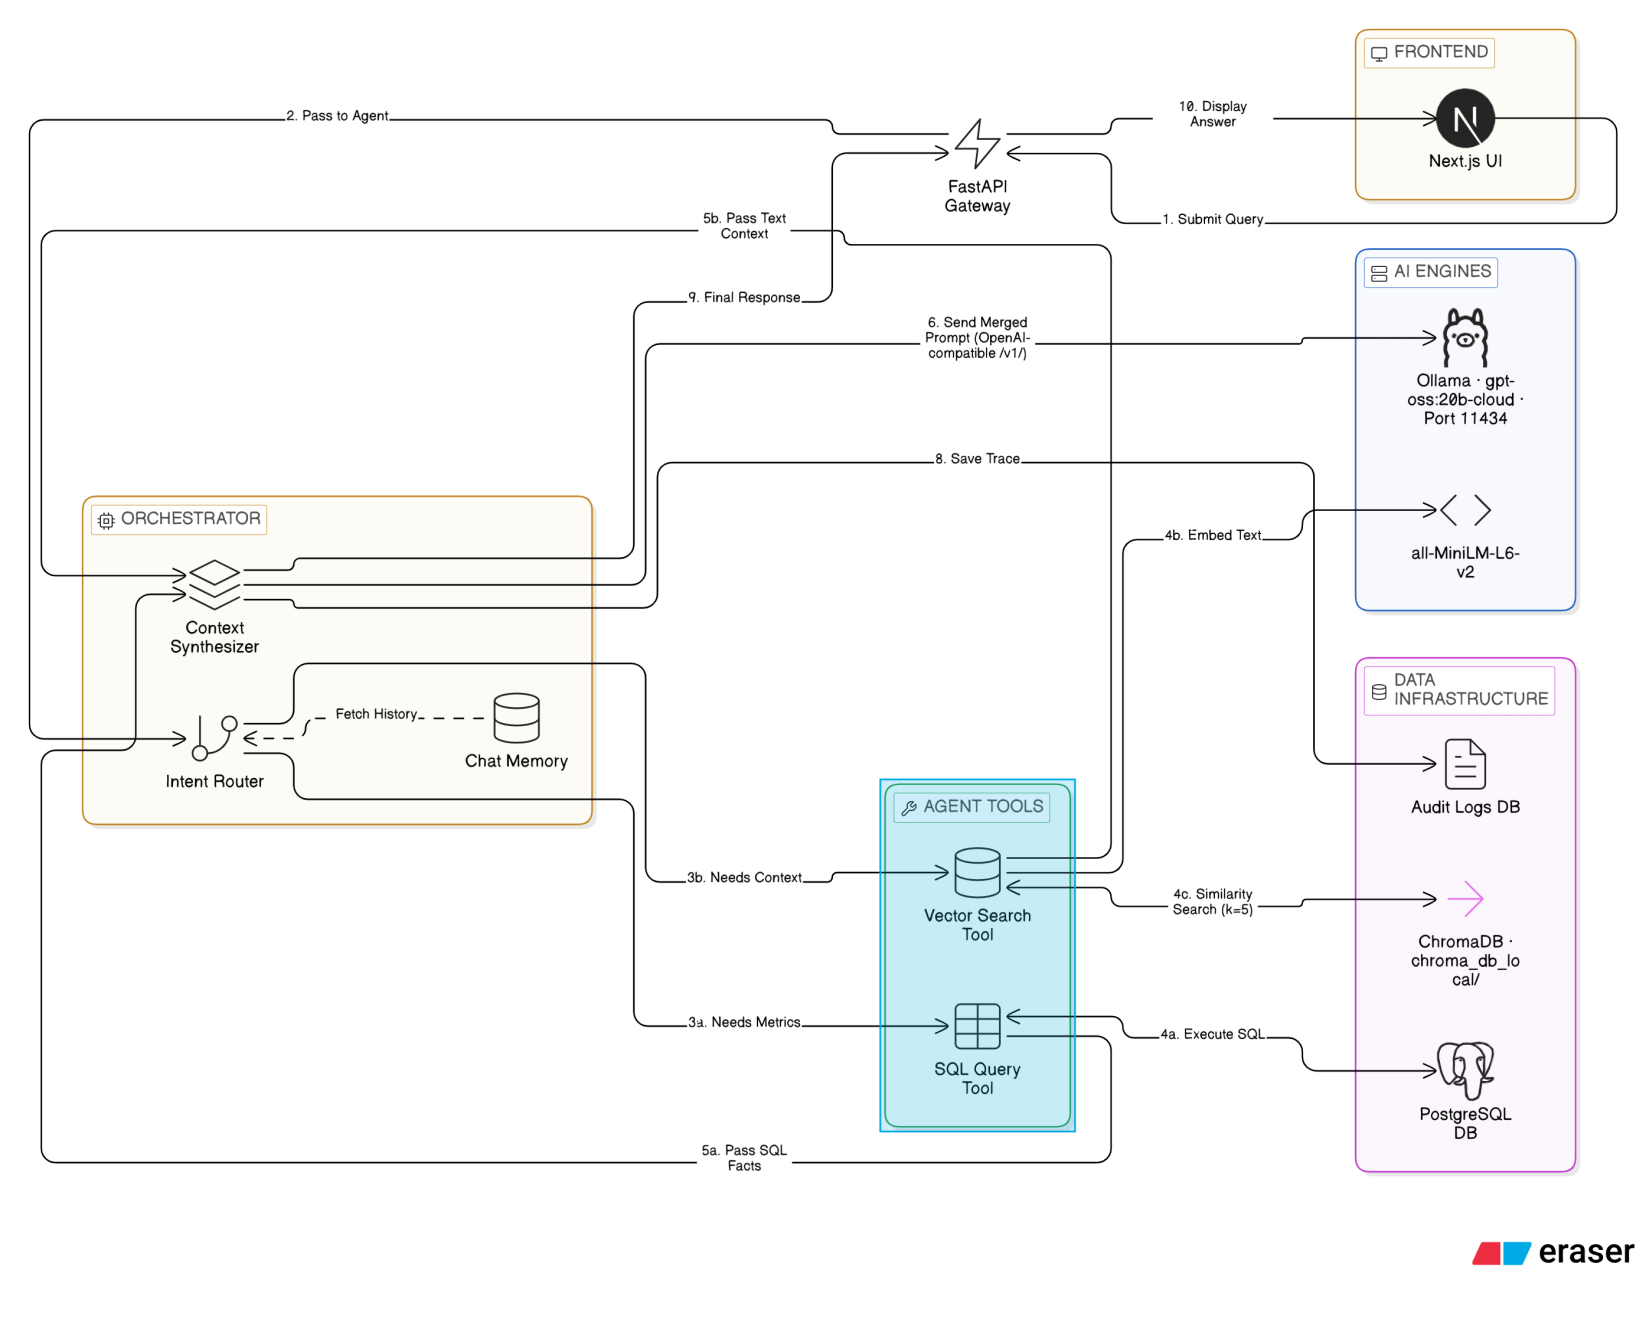 FRONTEND
10. Display
Answer
2. Pass to Agent
Next.js UI
FastAPI
Gateway
1. Submit Query
5b. Pass Text
Context
AI ENGINES
9. Final Response
6. Send Merged
Prompt (OpenAI-
compatible /v1/)
Ollama · gpt-
oss:20b-cloud ·
Port 11434
8. Save Trace
ORCHESTRATOR
4b. Embed Text
all-MiniLM-L6-
v2
Context
Synthesizer
DATA
INFRASTRUCTURE
Fetch History
Chat Memory
Intent Router
AGENT TOOLS
Audit Logs DB
3b. Needs Context
4c. Similarity
Search (k=5)
Vector Search
Tool
ChromaDB ·
chroma_db_lo
cal/
3a. Needs Metrics
4a. Execute SQL
SQL Query
Tool
PostgreSQL
DB
5a. Pass SQL
Facts
eraser